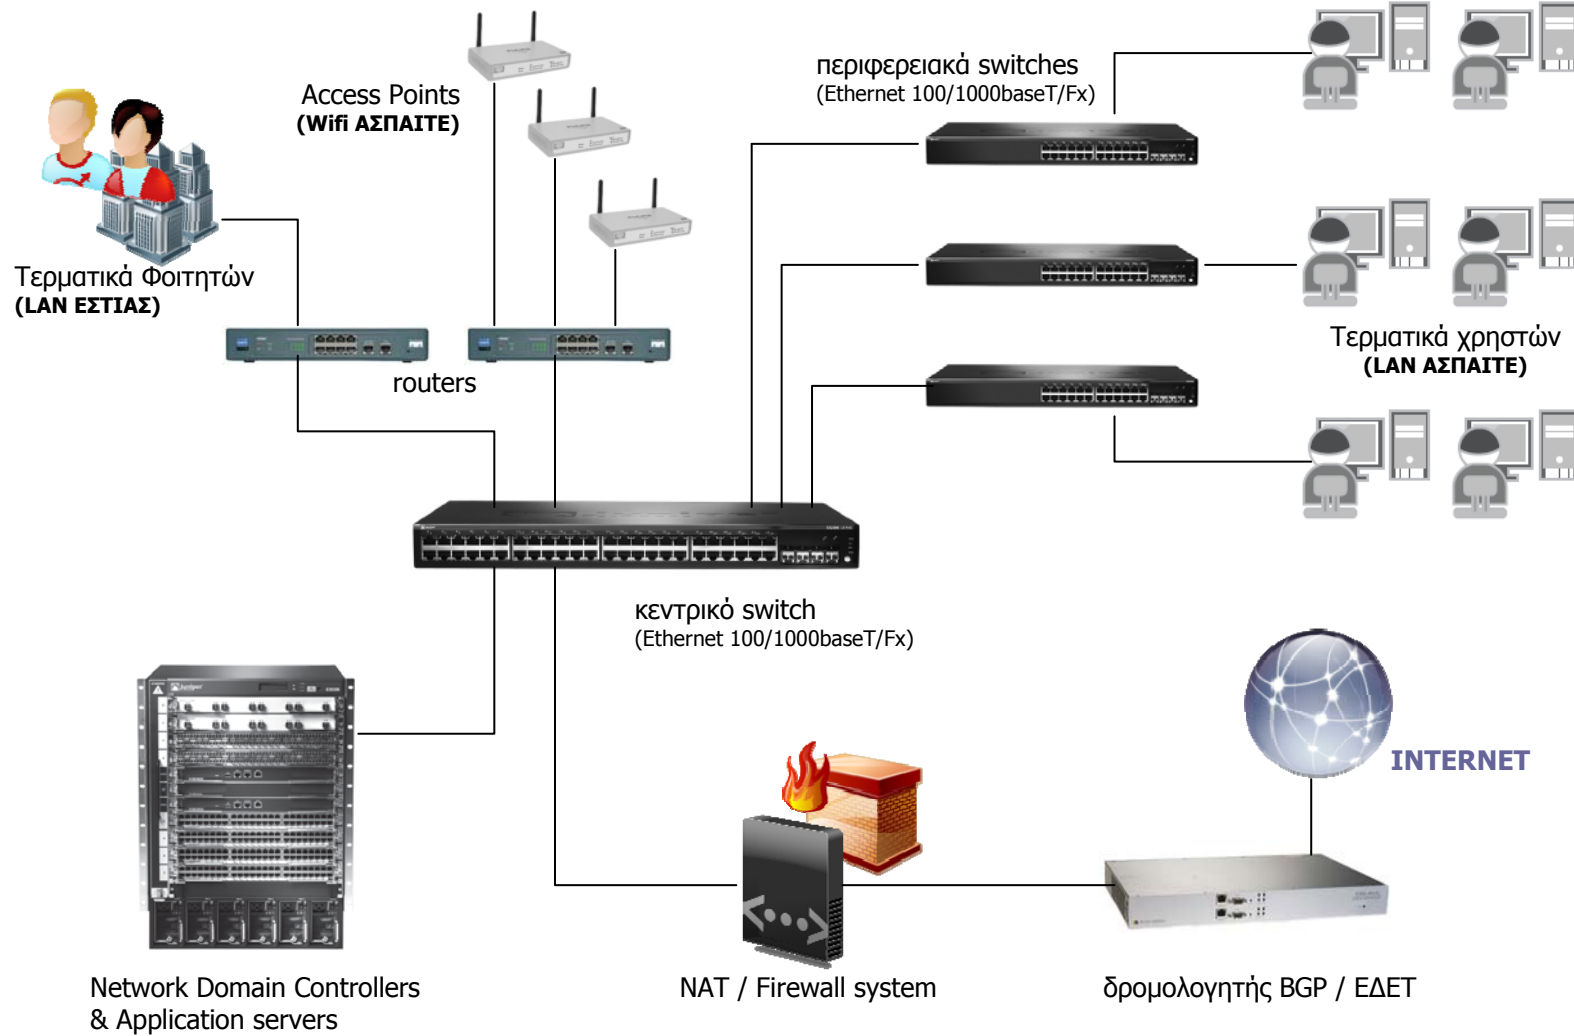 Access Points
(Wifi ΑΣΠΑΙΤΕ)
περιφερειακά switches
(Ethernet 100/1000baseT/Fx)
Τερματικά Φοιτητών
(LAN ΕΣΤΙΑΣ)
routers
Τερματικά χρηστών
(LAN ΑΣΠΑΙΤΕ)
κεντρικό switch
(Ethernet 100/1000baseT/Fx)
INTERNET
Network Domain Controllers
& Application servers
NAT / Firewall system
δρομολογητής BGP / ΕΔΕΤ